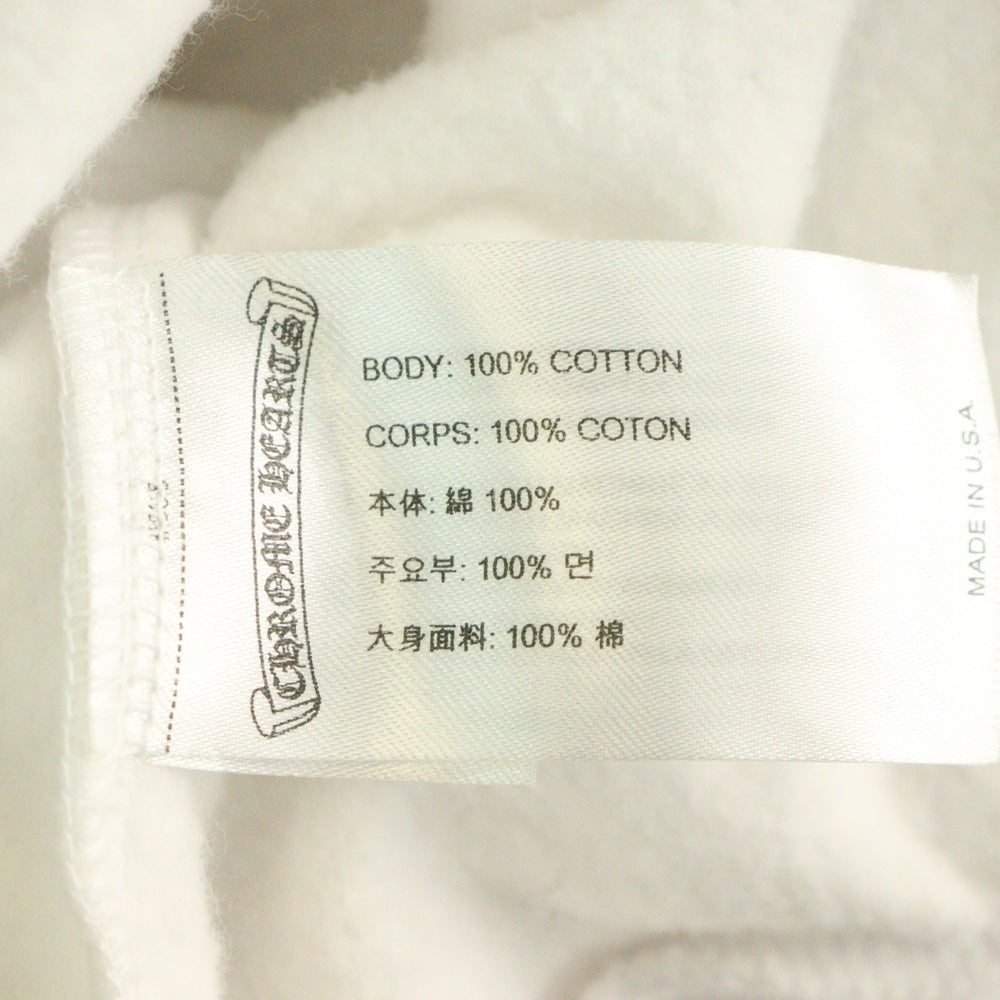 CHROME HEARTS
BODY: 100% COTTON
CORPS: 100% COTON
本体: 綿 100%
주요부: 100% 면
大身面料: 100% 棉
MADE IN U.S.A.